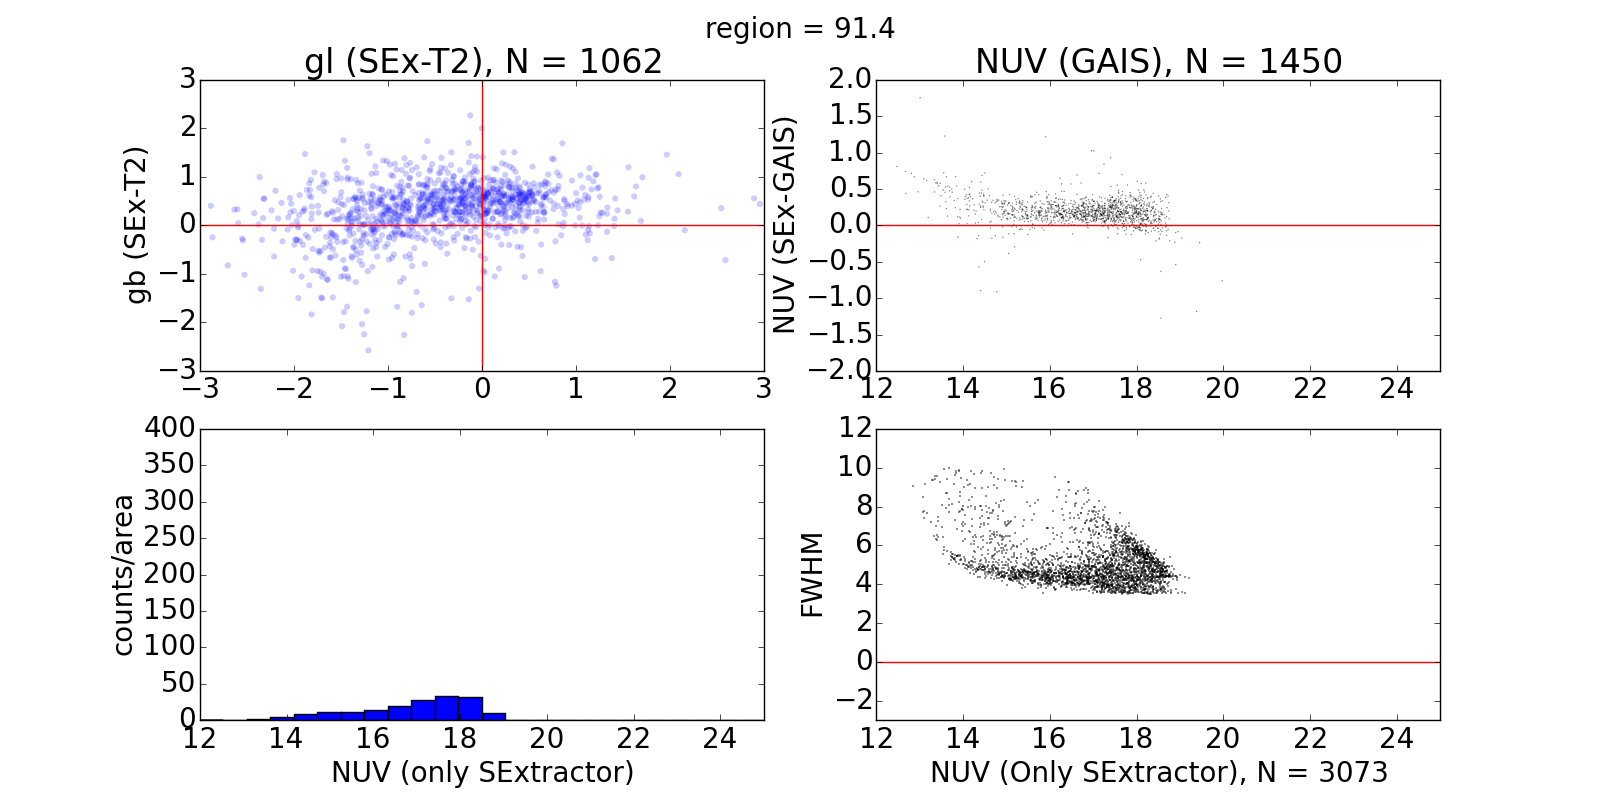 region = 91.4
gl (SEx-T2), N = 1062
3
2
1
0
−1
−2
−3
gb (SEx-T2)
−3 −2 −1 0 1 2 3
NUV (GAIS), N = 1450
2.0
1.5
1.0
0.5
0.0
−0.5
−1.0
−1.5
−2.0
NUV (SEx-GAIS)
12 14 16 18 20 22 24
400
350
300
250
200
150
100
50
0
counts/area
12 14 16 18 20 22 24
NUV (only SExtractor)
12
10
8
6
4
2
0
−2
FWHM
12 14 16 18 20 22 24
NUV (Only SExtractor), N = 3073